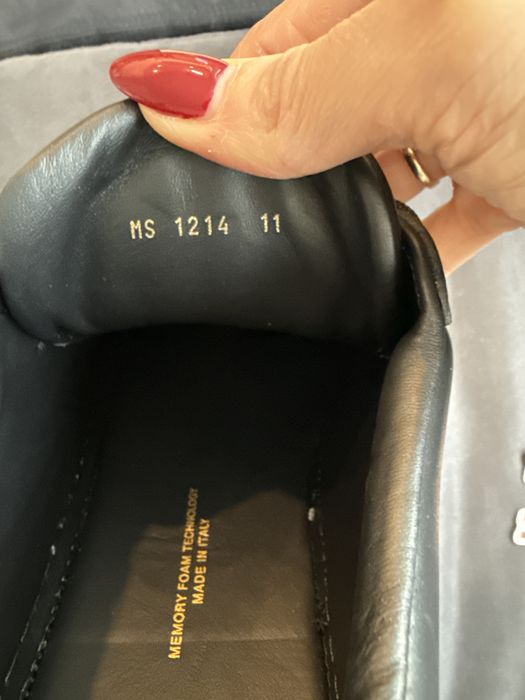 MS 1214 11
MEMORY FOAM TECHNOLOGY
MADE IN ITALY